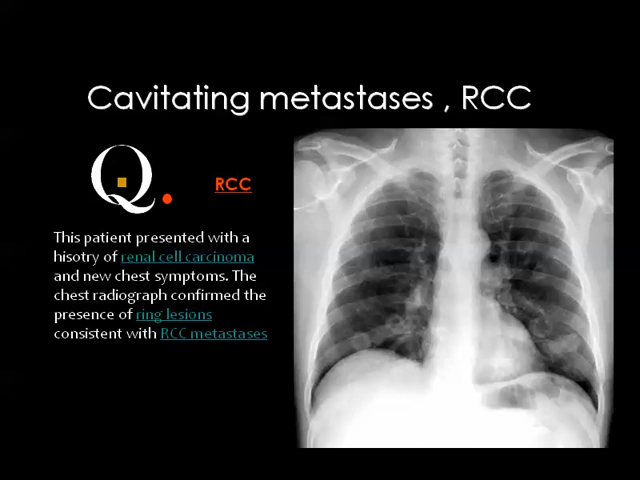 Cavitating metastases , RCC
Q.
RCC
This patient presented with a
hisotry of renal cell carcinoma
and new chest symptoms. The
chest radiograph confirmed the
presence of ring lesions
consistent with RCC metastases